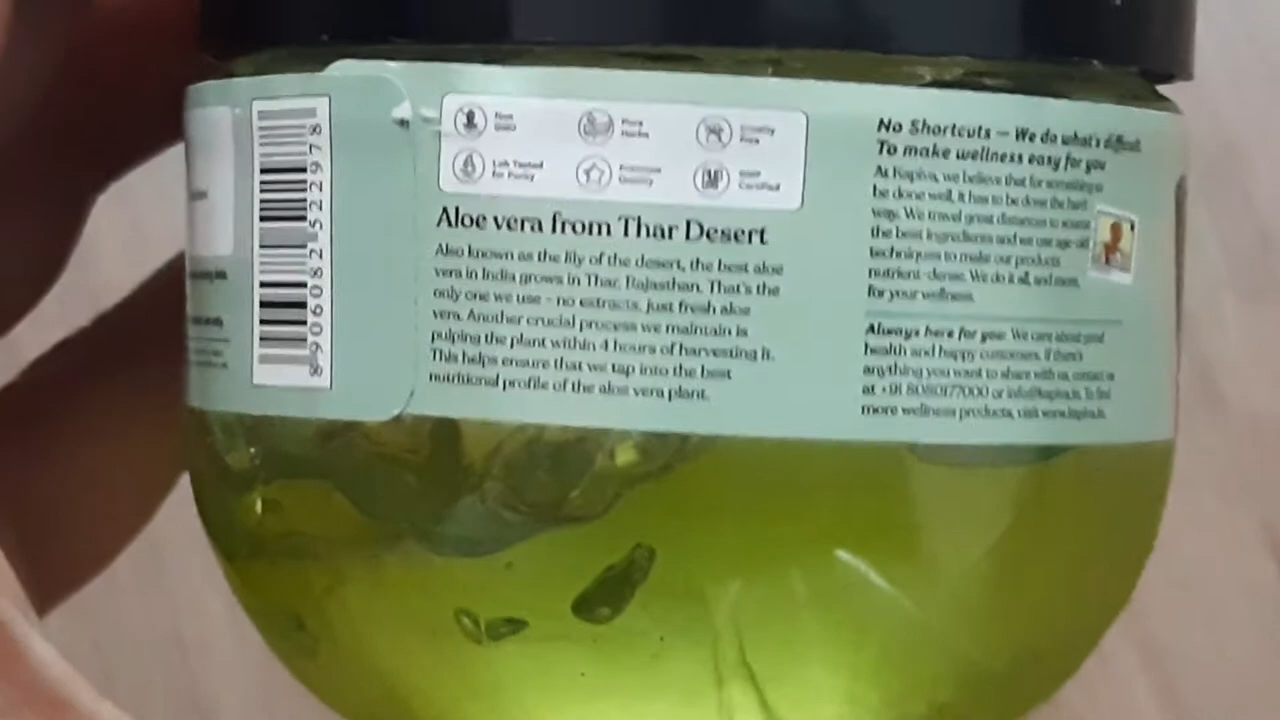 8906082522978
Non
GMO
Pure
Herbs
Cruelty
Free
Lab Tested
for Purity
Premium
Quality
GMP
Certified
Aloe vera from Thar Desert
Also known as the lily of the desert, the best aloe
vera in India grows in Thar, Rajasthan. That's the
only one we use - no extracts, just fresh aloe
vera. Another crucial process we maintain is
pulping the plant within 4 hours of harvesting it.
This helps ensure that we tap into the best
nutritional profile of the aloe vera plant.
No Shortcuts – We do what's difficult.
To make wellness easy for you
At Kapiva, we believe that for something to
be done well, it has to be done the hard
way. We travel great distances to source
the best ingredients and we use age-old
techniques to make our products
nutrient-dense. We do it all, and more,
for your wellness.
Always here for you: We care about good
health and happy customers. If there's
anything you want to share with us, contact us
at +91 8080177000 or info@kapiva.in. To find
more wellness products, visit www.kapiva.in.